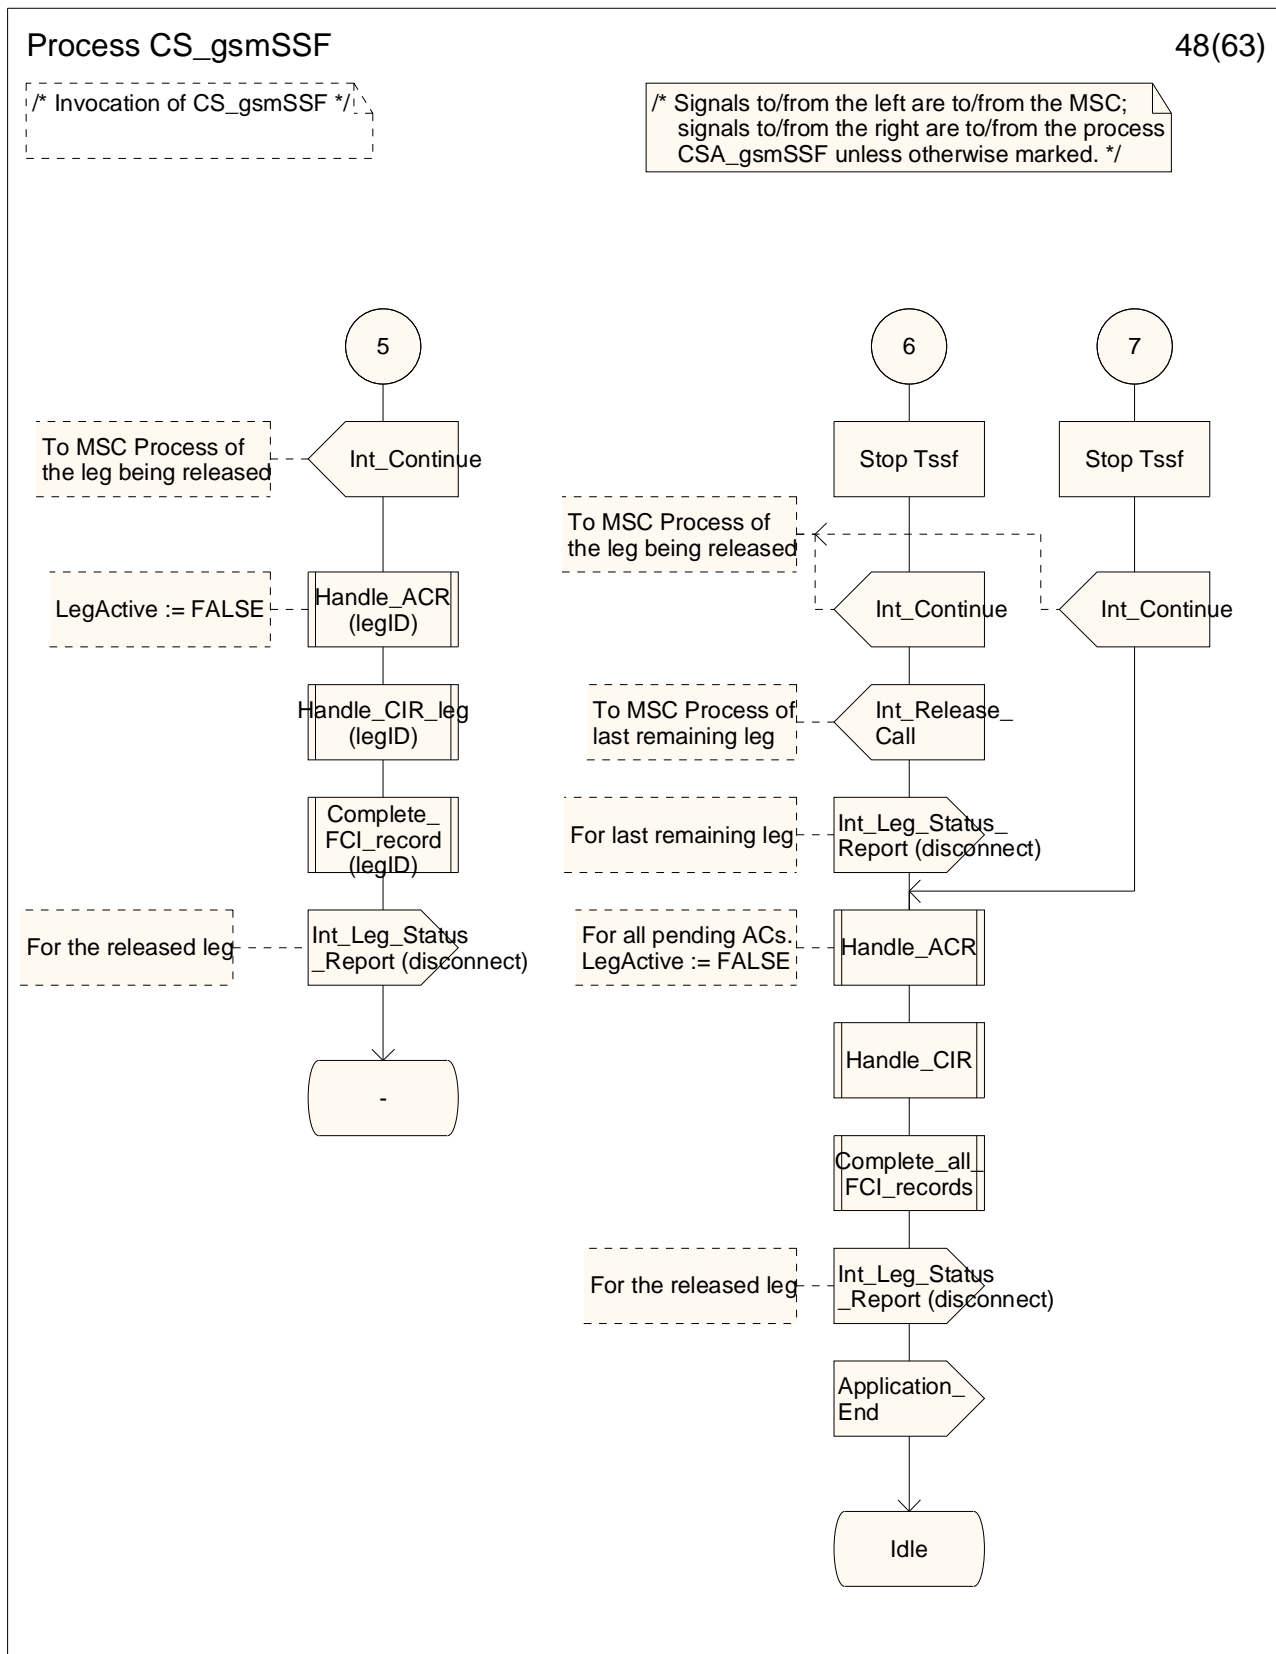 Process CS_gsmSSF
48(63)
/* Invocation of CS_gsmSSF */
/* Signals to/from the left are to/from the MSC;
signals to/from the right are to/from the process
CSA_gsmSSF unless otherwise marked. */
5
To MSC Process of
the leg being released
Int_Continue
LegActive := FALSE
Handle_ACR
(legID)
Handle_CIR_leg
(legID)
Complete_
FCI_record
(legID)
For the released leg
Int_Leg_Status
_Report (disconnect)
-
6
7
Stop Tssf
Stop Tssf
To MSC Process of
the leg being released
Int_Continue
Int_Continue
To MSC Process of
last remaining leg
Int_Release_
Call
For last remaining leg
Int_Leg_Status_
Report (disconnect)
For all pending ACs.
LegActive := FALSE
Handle_ACR
Handle_CIR
Complete_all_
FCI_records
For the released leg
Int_Leg_Status
_Report (disconnect)
Application_
End
Idle